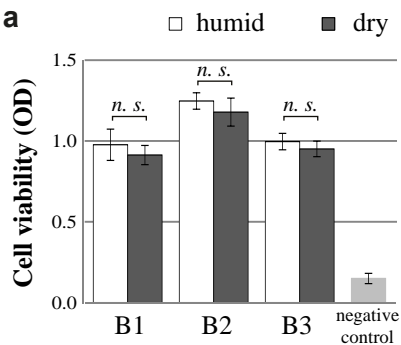 a
humid dry
Cell viability (OD)
1.5
1.0
0.5
0.0
n. s. n. s. n. s.
B1 B2 B3 negative
control